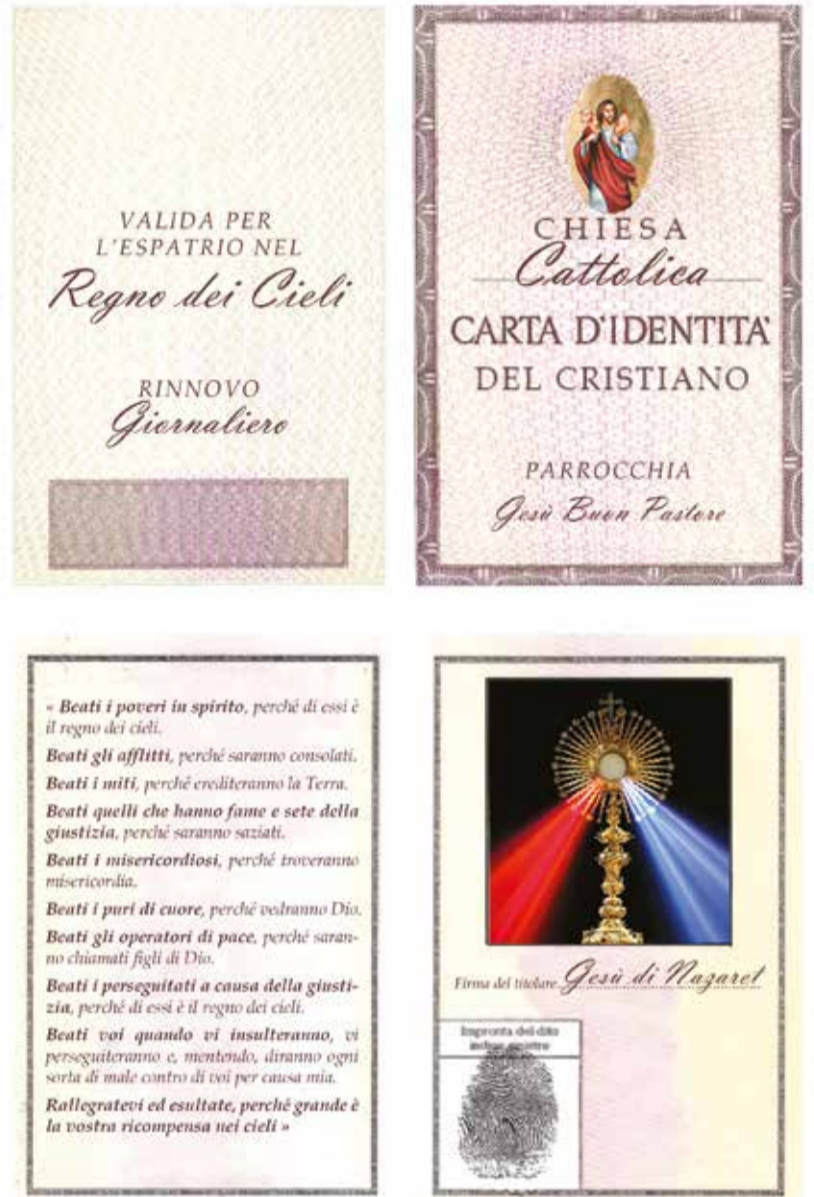 VALIDA PER
L'ESPATRIO NEL
Regno dei Cieli
RINNOVO
Giornaliero
CHIESA
Cattolica
CARTA D'IDENTITA'
DEL CRISTIANO
PARROCCHIA
Gesù Buon Pastore
« Beati i poveri in spirito, perché di essi è
il regno dei cieli.
Beati gli afflitti, perché saranno consolati.
Beati i miti, perché erediteranno la Terra.
Beati quelli che hanno fame e sete della
giustizia, perché saranno saziati.
Beati i misericordiosi, perché troveranno
misericordia.
Beati i puri di cuore, perché vedranno Dio.
Beati gli operatori di pace, perché saran-
no chiamati figli di Dio.
Beati i perseguitati a causa della giusti-
zia, perché di essi è il regno dei cieli.
Beati voi quando vi insulteranno, vi
perseguiteranno e, mentendo, diranno ogni
sorta di male contro di voi per causa mia.
Rallegratevi ed esultate, perché grande è
la vostra ricompensa nei cieli »
Firma del titolare Gesù di Nazaret
Impronta del dito
indice sinistro